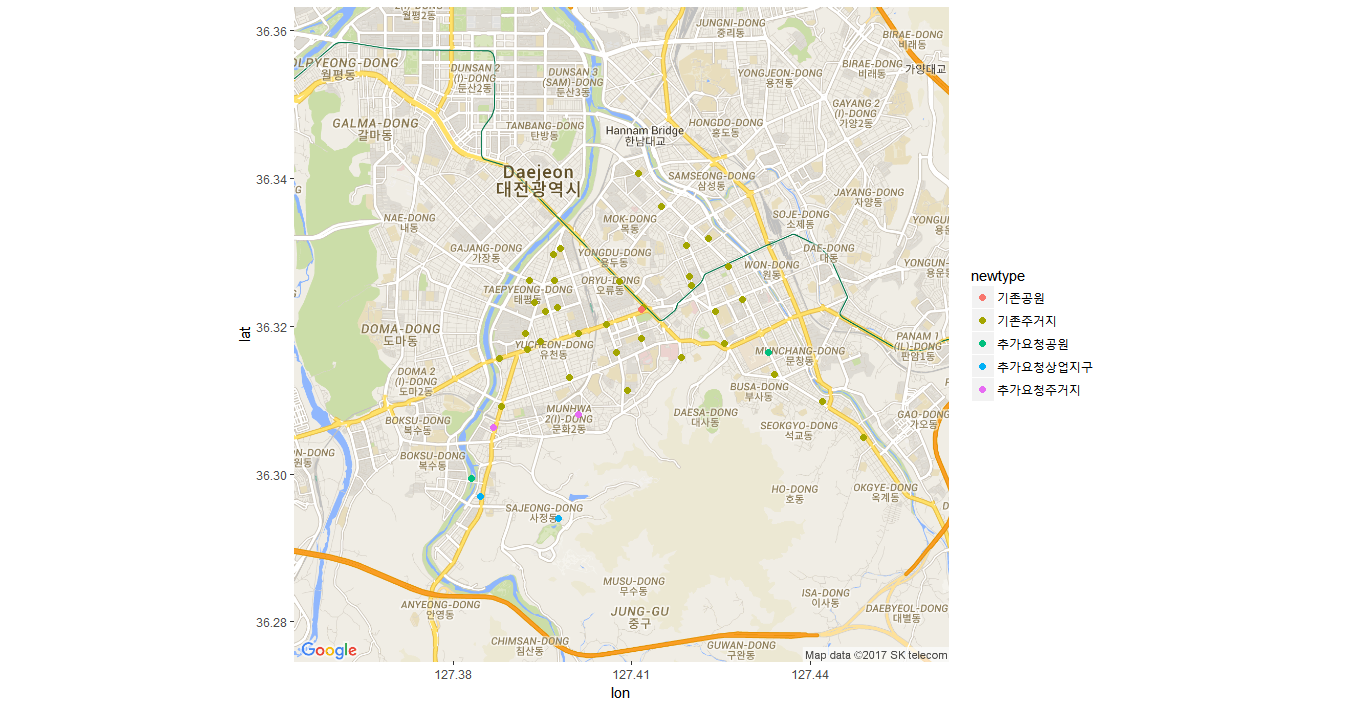 36.36
36.34
36.32
36.30
36.28
lat
127.38
127.41
127.44
lon
2(I)-DONG
월평2동
JUNGNI-DONG
중리동
BIRAE-DONG
비래동
OLPYEONG-DONG
월평동
DUNSAN 2
(I)-DONG
둔산2동
DUNSAN 3
(SAM)-DONG
둔산3동
YONGJEON-DONG
용전동
BIRAE-DONG
비래동
가양대교
GALMA-DONG
갈마동
TANBANG-DONG
탄방동
Hannam Bridge
한남대교
HONGDO-DONG
홍도동
GAYANG 2
(I)-DONG
가양2동
Daejeon
대전광역시
SAMSEONG-DONG
삼성동
JAYANG-DONG
자양동
NAE-DONG
내동
MOK-DONG
목동
SOJE-DONG
소제동
YONGU
GAJANG-DONG
가장동
YONGDU-DONG
용두동
DAE-DONG
대동
WON-DONG
원동
YONGUN-DONG
용운동
TAEPYEONG-DONG
태평동
ORYU-DONG
오류동
DOMA-DONG
도마동
YUCHEON-DONG
유천동
MUNCHANG-DONG
문창동
PANAM 1
(IL)-DONG
판암1동
DOMA 2
(I)-DONG
도마2동
BUSA-DONG
부사동
MUNHWA
2(I)-DONG
문화2동
DAESA-DONG
대사동
SEOKGYO-DONG
석교동
GAO-DONG
가오동
BOKSU-DONG
복수동
BOKSU-DONG
복수동
N-DONG
원동
HO-DONG
호동
OKGYE-DONG
옥계동
SAJEONG-DONG
사정동
MUSU-DONG
무수동
ISA-DONG
이사동
ANYEONG-DONG
안영동
JUNG-GU
중구
DAEBYEOL-DONG
대별동
CHIMSAN-DONG
침산동
GUWAN-DONG
구완동
Google
Map data ©2017 SK telecom
newtype
기존공원
기존주거지
추가요청공원
추가요청상업지구
추가요청주거지